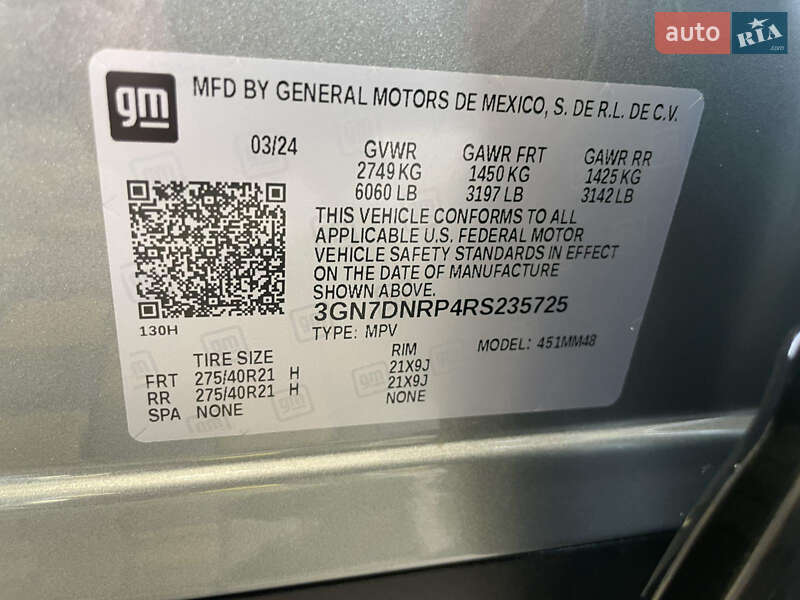 auto RIA .com
gm
MFD BY GENERAL MOTORS DE MEXICO, S. DE R.L. DE C.V.
03/24 GVWR GAWR FRT GAWR RR
2749 KG 1450 KG 1425 KG
6060 LB 3197 LB 3142 LB
THIS VEHICLE CONFORMS TO ALL
APPLICABLE U.S. FEDERAL MOTOR
VEHICLE SAFETY STANDARDS IN EFFECT
ON THE DATE OF MANUFACTURE
SHOWN ABOVE.
3GN7DNRP4RS235725
130H TYPE: MPV MODEL: 451MM48
TIRE SIZE RIM
FRT 275/40R21 H 21X9J
RR 275/40R21 H 21X9J
SPA NONE NONE